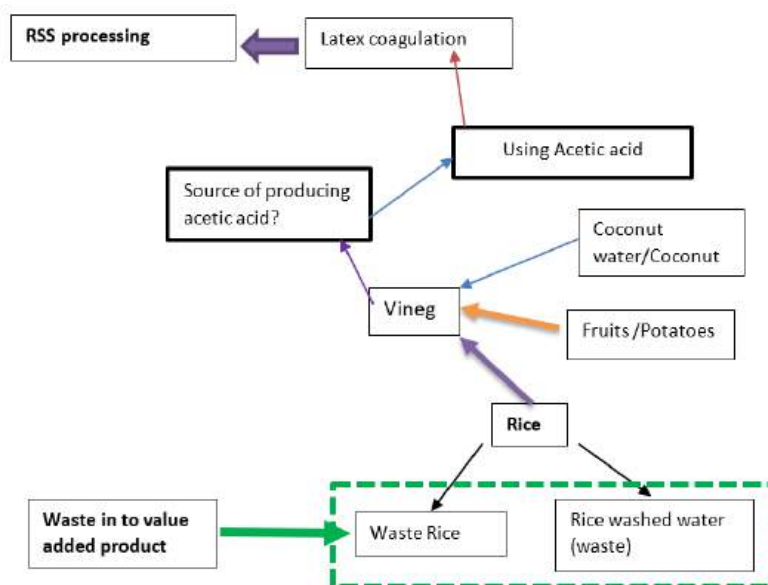 RSS processing
Latex coagulation
Using Acetic acid
Source of producing
acetic acid?
Coconut
water/Coconut
Vineg
Fruits/Potatoes
Rice
Waste in to value
added product
Waste Rice
Rice washed water
(waste)